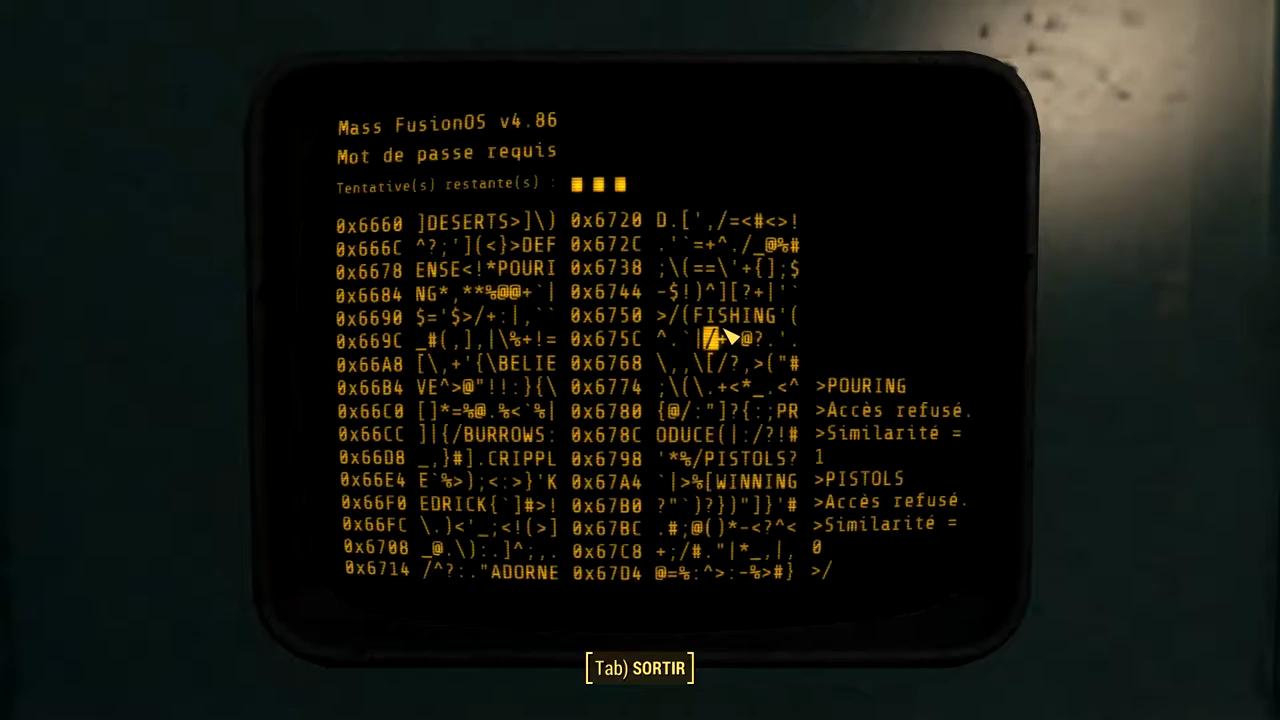 Mass FusionOS v4.86
Mot de passe requis
Tentative(s) restante(s) :
0x6660 ]DESERTS>]\) 0x6720 D.[',/=<#<>!
0x666C ^?;'](<}>DEF 0x672C .'`=+^./_@%#
0x6678 ENSE<!*POURI 0x6738 ;\(==\'+{];$
0x6684 NG*,**%@@+`| 0x6744 -$!)^][?+|'`
0x6690 $='$>/+:|,`` 0x6750 >/(FISHING'(
0x669C _#(,],|\%+!= 0x675C ^.`|/+ @?.'.
0x66A8 [\,+'{\BELIE 0x6768 \,,\[/?,>("#
0x66B4 VE^>@"!!:}{\ 0x6774 ;\(\.+<*_.<^ >POURING
0x66C0 []*=%@.%<`%| 0x6780 {@/:"]?{:;PR >Accès refusé.
0x66CC ]|{/BURROWS: 0x678C ODUCE(|:/?!# >Similarité =
0x66D8 _,}#].CRIPPL 0x6798 '*%/PISTOLS? 1
0x66E4 E`%>);<:>}'K 0x67A4 `|>%[WINNING >PISTOLS
0x66F0 EDRICK{`]#>! 0x67B0 ?"`)?})"]}'# >Accès refusé.
0x66FC \.)<'_;<!(>] 0x67BC .#;@()*-<?^< >Similarité =
0x6708 _@.\):.]^;,. 0x67C8 +;/#."|*_,|, 0
0x6714 /^?:."ADORNE 0x67D4 @=%:^>:-%>#} >/
Tab) SORTIR